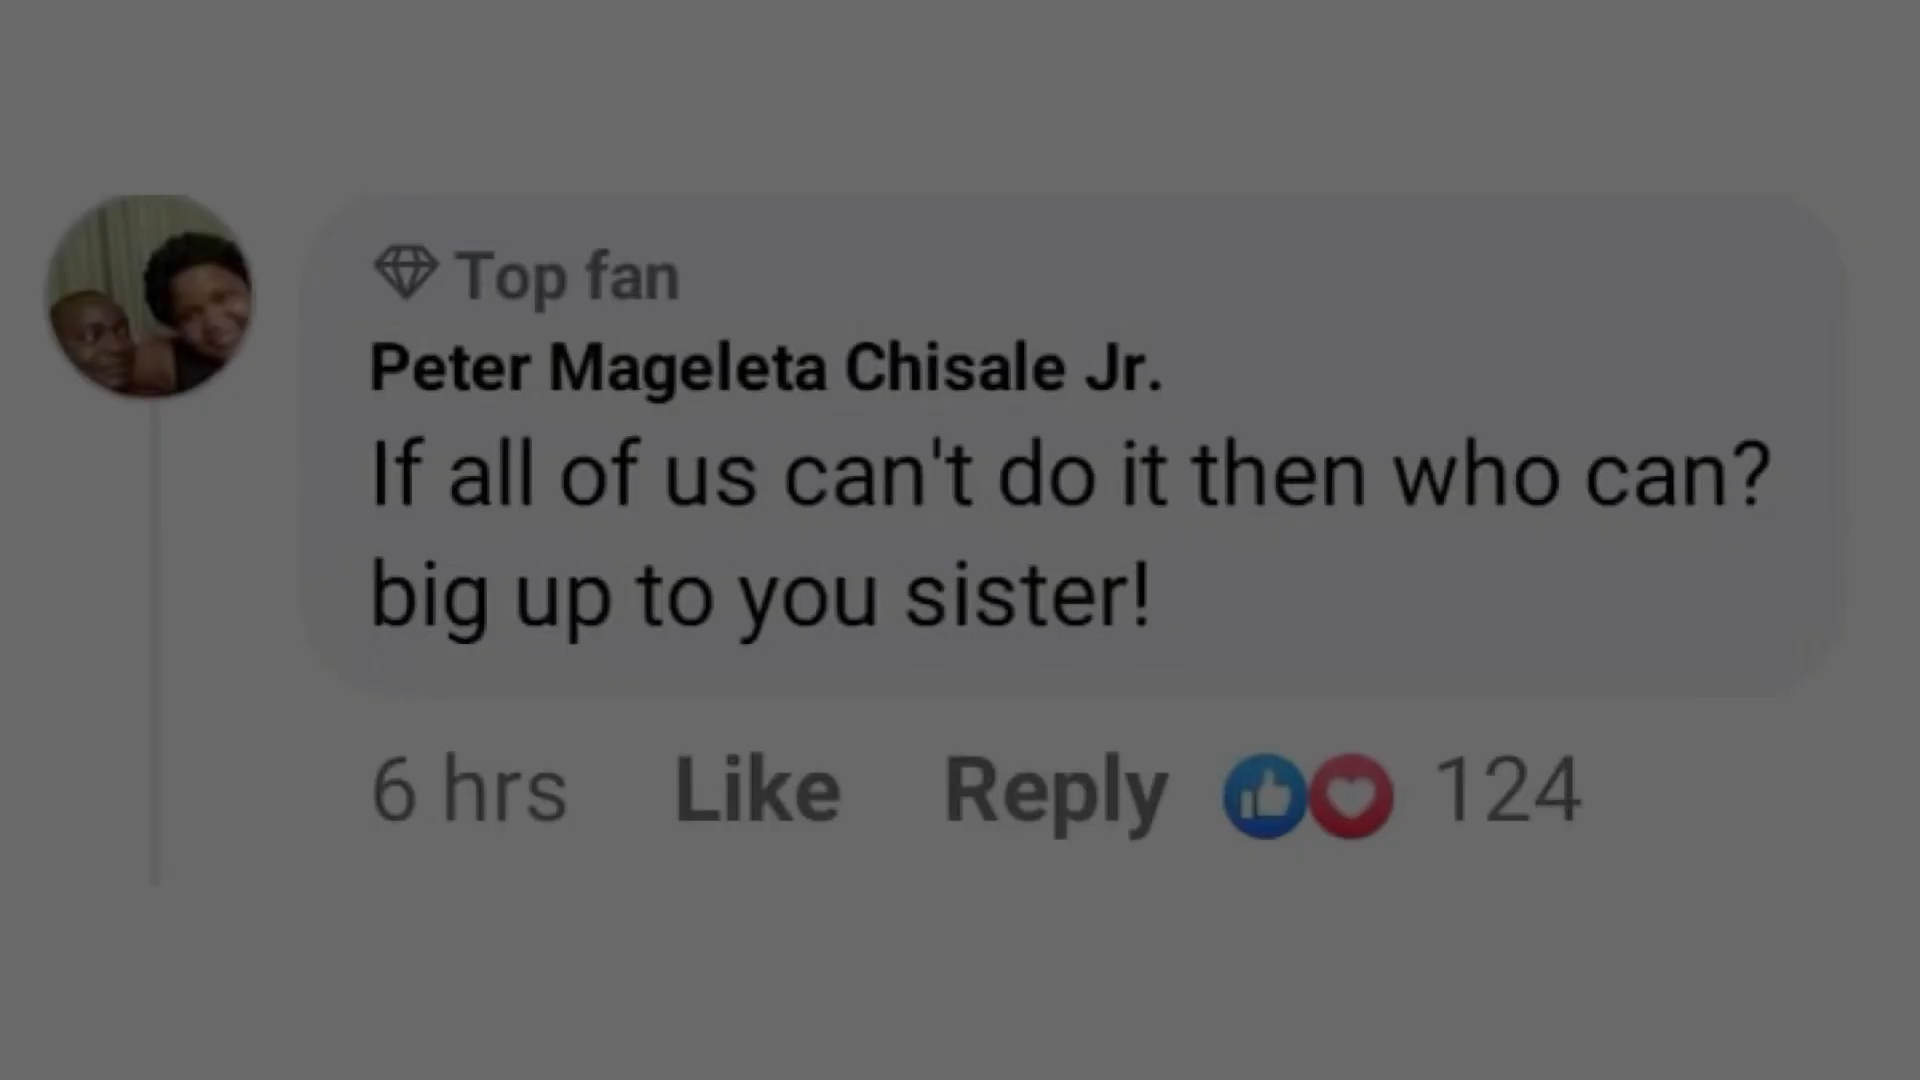 Top fan
Peter Mageleta Chisale Jr.
If all of us can't do it then who can?
big up to you sister!
6 hrs Like Reply 124